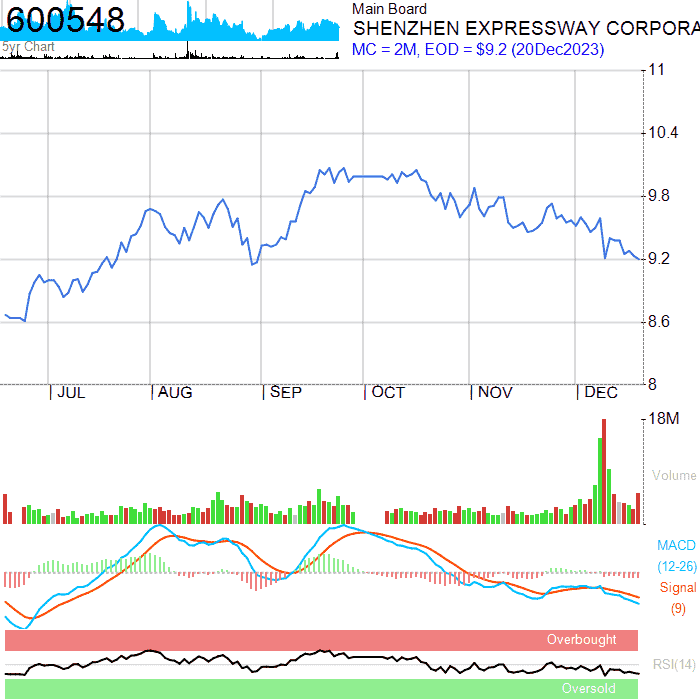 600548
5yr Chart
Main Board
SHENZHEN EXPRESSWAY CORPORA
MC = 2M, EOD = $9.2 (20Dec2023)
11
10.4
9.8
9.2
8.6
8
JUL
AUG
SEP
OCT
NOV
DEC
18M
Volume
MACD
(12-26)
Signal
(9)
Overbought
RSI(14)
Oversold